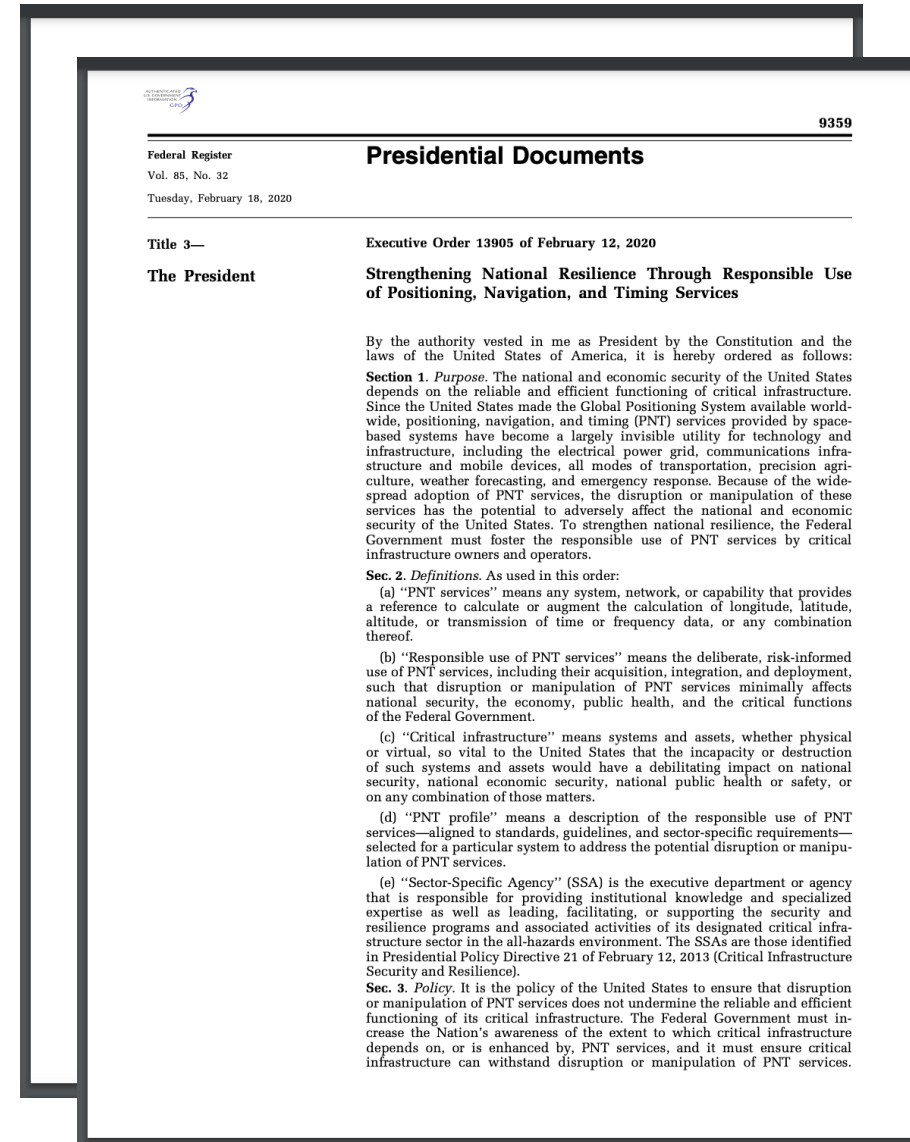 AUTHENTICATED
U.S. GOVERNMENT
INFORMATION
GPO
9359
Federal Register
Vol. 85, No. 32
Tuesday, February 18, 2020
Presidential Documents
Title 3—
The President
Executive Order 13905 of February 12, 2020
Strengthening National Resilience Through Responsible Use
of Positioning, Navigation, and Timing Services
By the authority vested in me as President by the Constitution and the
laws of the United States of America, it is hereby ordered as follows:
Section 1. Purpose. The national and economic security of the United States
depends on the reliable and efficient functioning of critical infrastructure.
Since the United States made the Global Positioning System available world-
wide, positioning, navigation, and timing (PNT) services provided by space-
based systems have become a largely invisible utility for technology and
infrastructure, including the electrical power grid, communications infra-
structure and mobile devices, all modes of transportation, precision agri-
culture, weather forecasting, and emergency response. Because of the wide-
spread adoption of PNT services, the disruption or manipulation of these
services has the potential to adversely affect the national and economic
security of the United States. To strengthen national resilience, the Federal
Government must foster the responsible use of PNT services by critical
infrastructure owners and operators.
Sec. 2. Definitions. As used in this order:
(a) ‘‘PNT services’’ means any system, network, or capability that provides
a reference to calculate or augment the calculation of longitude, latitude,
altitude, or transmission of time or frequency data, or any combination
thereof.
(b) ‘‘Responsible use of PNT services’’ means the deliberate, risk-informed
use of PNT services, including their acquisition, integration, and deployment,
such that disruption or manipulation of PNT services minimally affects
national security, the economy, public health, and the critical functions
of the Federal Government.
(c) ‘‘Critical infrastructure’’ means systems and assets, whether physical
or virtual, so vital to the United States that the incapacity or destruction
of such systems and assets would have a debilitating impact on national
security, national economic security, national public health or safety, or
on any combination of those matters.
(d) ‘‘PNT profile’’ means a description of the responsible use of PNT
services—aligned to standards, guidelines, and sector-specific requirements—
selected for a particular system to address the potential disruption or manipu-
lation of PNT services.
(e) ‘‘Sector-Specific Agency’’ (SSA) is the executive department or agency
that is responsible for providing institutional knowledge and specialized
expertise as well as leading, facilitating, or supporting the security and
resilience programs and associated activities of its designated critical infra-
structure sector in the all-hazards environment. The SSAs are those identified
in Presidential Policy Directive 21 of February 12, 2013 (Critical Infrastructure
Security and Resilience).
Sec. 3. Policy. It is the policy of the United States to ensure that disruption
or manipulation of PNT services does not undermine the reliable and efficient
functioning of its critical infrastructure. The Federal Government must in-
crease the Nation’s awareness of the extent to which critical infrastructure
depends on, or is enhanced by, PNT services, and it must ensure critical
infrastructure can withstand disruption or manipulation of PNT services.